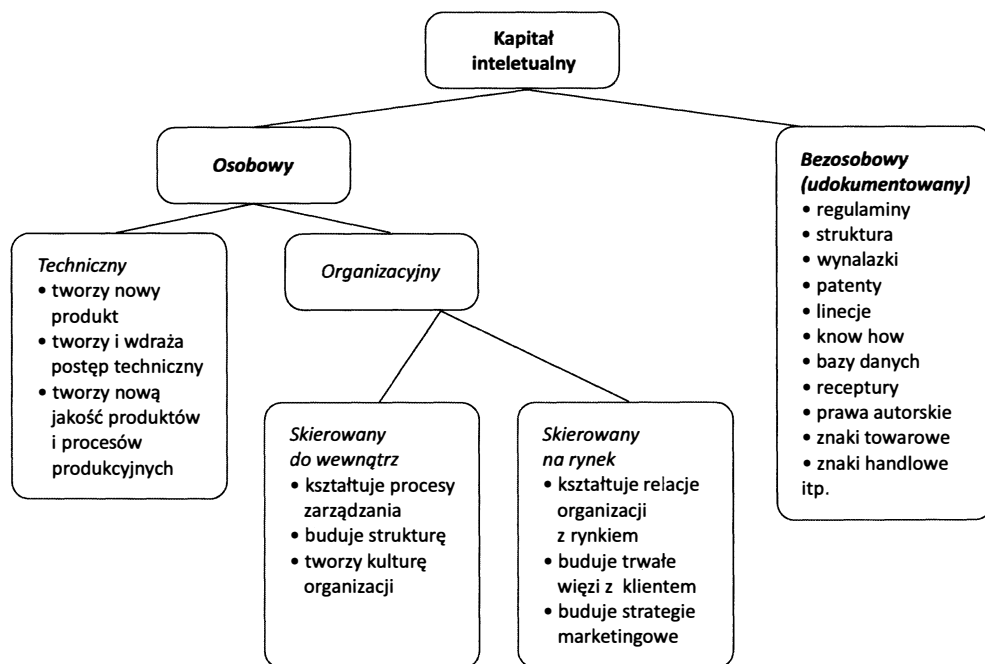 Kapitał
inteletualny
Osobowy
Bezosobowy
(udokumentowany)
• regulaminy
• struktura
• wynalazki
• patenty
• linecje
• know how
• bazy danych
• receptury
• prawa autorskie
• znaki towarowe
• znaki handlowe
itp.
Techniczny
• tworzy nowy
produkt
• tworzy i wdraża
postęp techniczny
• tworzy nową
jakość produktów
i procesów
produkcyjnych
Organizacyjny
Skierowany
do wewnątrz
• kształtuje procesy
zarządzania
• buduje strukturę
• tworzy kulturę
organizacji
Skierowany
na rynek
• kształtuje relacje
organizacji
z rynkiem
• buduje trwałe
więzi z klientem
• buduje strategie
marketingowe